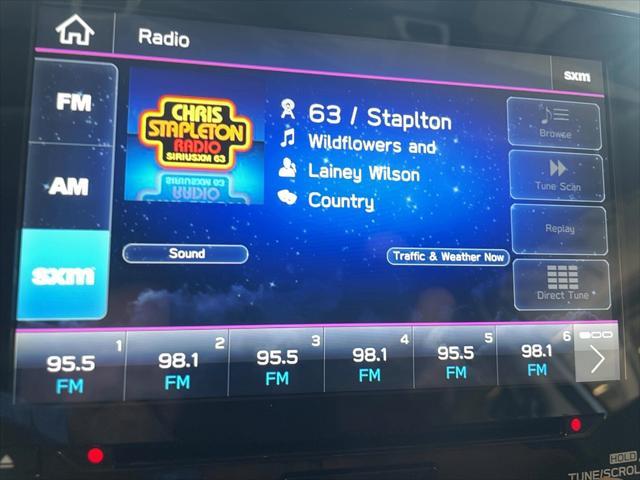 Radio
sxm
FM
AM
sxm
CHRIS
STAPLETON
RADIO
SIRIUSXM 63
63 / Staplton
Wildflowers and
Lainey Wilson
Country
Browse
Tune Scan
Replay
Direct Tune
Sound
Traffic & Weather Now
1
95.5
FM
2
98.1
FM
3
95.5
FM
4
98.1
FM
5
95.5
FM
6
98.1
FM
HOLD
TUNE/SCROL